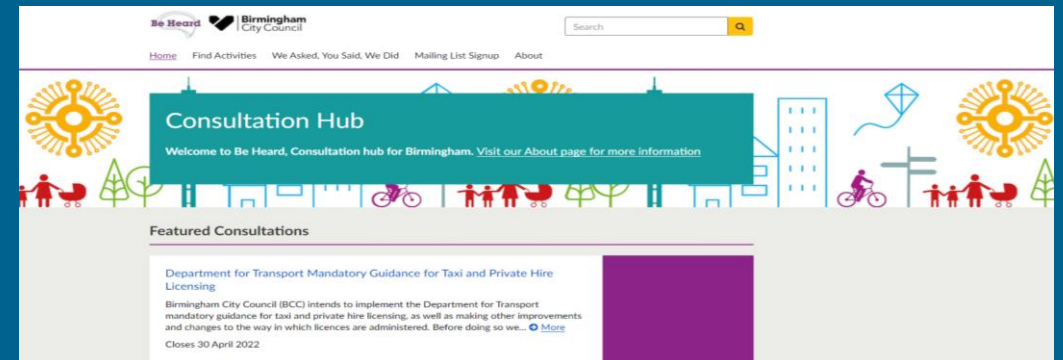 Be Heard
Birmingham
City Council
Search
Home Find Activities We Asked, You Said, We Did Mailing List Signup About
Consultation Hub
Welcome to Be Heard, Consultation hub for Birmingham. Visit our About page for more information
Featured Consultations
Department for Transport Mandatory Guidance for Taxi and Private Hire
Licensing
Birmingham City Council (BCC) intends to implement the Department for Transport
mandatory guidance for taxi and private hire licensing, as well as making other improvements
and changes to the way in which licences are administered. Before doing so we... More
Closes 30 April 2022